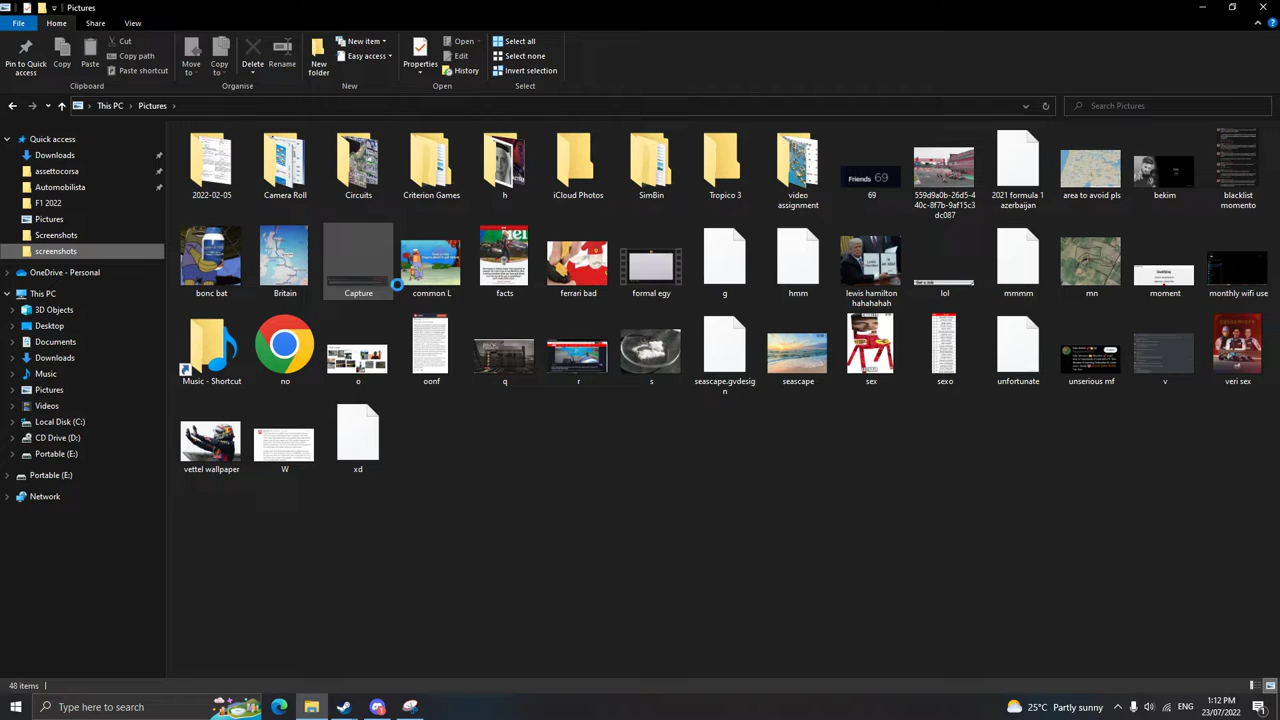 Pictures
File
Home
Share
View
Pin to Quick access
Copy
Paste
Cut
Copy path
Paste shortcut
Clipboard
Move to
Copy to
Delete
Rename
Organise
New folder
New item
Easy access
New
Properties
Open
Edit
History
Open
Select all
Select none
Invert selection
Select
This PC
Pictures
Search Pictures
Quick access
Downloads
assettocorsa
Automobilista
F1 2022
Pictures
Screenshots
screenshots
OneDrive - Personal
This PC
3D Objects
Desktop
Documents
Downloads
Music
Pictures
Videos
Local Disk (C:)
CD Drive (D:)
Portable (E:)
Portable (E:)
Network
2022-02-05
Camera Roll
Circuits
Criterion Games
h
iCloud Photos
SimBin
Tropico 3
video assignment
Friends 69
69
559d9a0b-26d5-4
40c-8f7b-9af15c3
dc087
2021 formula 1
azerbaijan
area to avoid pls
bekim
blacklist
momento
bonc bat
Britain
Capture
common L
facts
ferrari bad
formal egy
g
hmm
lewis hamilton
hahahahah
lol
mmmm
mn
moment
monthly wifi use
Music - Shortcut
no
o
oonf
q
r
s
seascape.gvdesig
n
seascape
sex
sexo
unfortunate
unserious mf
v
veri sex
vettel wallpaper
W
xd
48 items
Type here to search
25°C Partly sunny
ENG
1:12 PM
23/07/2022